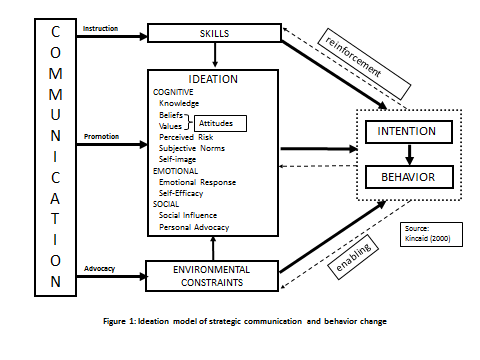 COMMUNICATION
Instruction
SKILLS
reinforcement
IDEATION
COGNITIVE
Knowledge
Beliefs
Values
Attitudes
Perceived Risk
Subjective Norms
Self-image
EMOTIONAL
Emotional Response
Self-Efficacy
SOCIAL
Social Influence
Personal Advocacy
Promotion
INTENTION
BEHAVIOR
Advocacy
ENVIRONMENTAL
CONSTRAINTS
enabling
Source:
Kincaid (2000)
Figure 1: Ideation model of strategic communication and behavior change